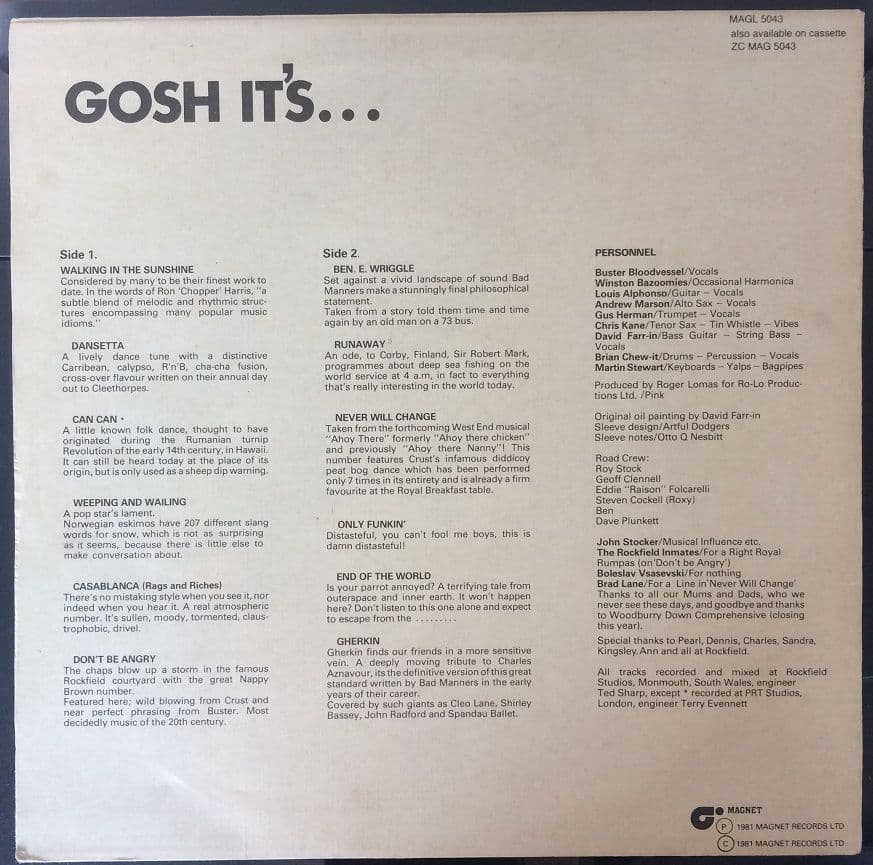 MAGL 5043
also available on cassette
ZC MAG 5043
GOSH IT'S...
Side 1.
WALKING IN THE SUNSHINE
Considered by many to be their finest work to
date. In the words of Ron 'Chopper' Harris, "a
subtle blend of melodic and rhythmic struc-
tures encompassing many popular music
idioms."
DANSETTA
A lively dance tune with a distinctive
Carribean, calypso, R'n'B, cha-cha fusion,
cross-over flavour written on their annual day
out to Cleethorpes.
CAN CAN *
A little known folk dance, thought to have
originated during the Rumanian turnip
Revolution of the early 14th century, in Hawaii.
It can still be heard today at the place of its
origin, but is only used as a sheep dip warning.
WEEPING AND WAILING
A pop star's lament.
Norwegian eskimos have 207 different slang
words for snow, which is not as surprising
as it seems, because there is little else to
make conversation about.
CASABLANCA (Rags and Riches)
There's no mistaking style when you see it, nor
indeed when you hear it. A real atmospheric
number. It's sullen, moody, tormented, claus-
trophobic, drivel.
DON'T BE ANGRY
The chaps blow up a storm in the famous
Rockfield courtyard with the great Nappy
Brown number.
Featured here; wild blowing from Crust and
near perfect phrasing from Buster. Most
decidedly music of the 20th century.
Side 2.
BEN. E. WRIGGLE
Set against a vivid landscape of sound Bad
Manners make a stunningly final philosophical
statement.
Taken from a story told them time and time
again by an old man on a 73 bus.
RUNAWAY
An ode, to Corby, Finland, Sir Robert Mark,
programmes about deep sea fishing on the
world service at 4 a.m, in fact to everything
that's really interesting in the world today.
NEVER WILL CHANGE
Taken from the forthcoming West End musical
"Ahoy There" formerly "Ahoy there chicken"
and previously "Ahoy there Nanny"! This
number features Crust's infamous diddicoy
peat bog dance which has been performed
only 7 times in its entirety and is already a firm
favourite at the Royal Breakfast table.
ONLY FUNKIN'
Distasteful, you can't fool me boys, this is
damn distasteful!
END OF THE WORLD
Is your parrot annoyed? A terrifying tale from
outerspace and inner earth. It won't happen
here? Don't listen to this one alone and expect
to escape from the .........
GHERKIN
Gherkin finds our friends in a more sensitive
vein. A deeply moving tribute to Charles
Aznavour, its the definitive version of this great
standard written by Bad Manners in the early
years of their career.
Covered by such giants as Cleo Lane, Shirley
Bassey, John Radford and Spandau Ballet.
PERSONNEL
Buster Bloodvessel/Vocals
Winston Bazoomies/Occasional Harmonica
Louis Alphonso/Guitar – Vocals
Andrew Marson/Alto Sax – Vocals
Gus Herman/Trumpet – Vocals
Chris Kane/Tenor Sax – Tin Whistle – Vibes
David Farr-in/Bass Guitar – String Bass –
Vocals
Brian Chew-it/Drums – Percussion – Vocals
Martin Stewart/Keyboards – Yalps – Bagpipes
Produced by Roger Lomas for Ro-Lo Produc-
tions Ltd. /Pink
Original oil painting by David Farr-in
Sleeve design/Artful Dodgers
Sleeve notes/Otto Q Nesbitt
Road Crew:
Roy Stock
Geoff Clennell
Eddie "Raison" Folcarelli
Steven Cockell (Roxy)
Ben
Dave Plunkett
John Stocker/Musical Influence etc.
The Rockfield Inmates/For a Right Royal
Rumpas (on 'Don't be Angry')
Boleslav Vsasevski/For nothing
Brad Lane/For a Line in 'Never Will Change'
Thanks to all our Mums and Dads, who we
never see these days, and goodbye and thanks
to Woodburry Down Comprehensive (closing
this year).
Special thanks to Pearl, Dennis, Charles, Sandra,
Kingsley, Ann and all at Rockfield.
All tracks recorded and mixed at Rockfield
Studios, Monmouth, South Wales, engineer
Ted Sharp, except * recorded at PRT Studios,
London, engineer Terry Evennett
MAGNET
Ⓟ 1981 MAGNET RECORDS LTD
Ⓒ 1981 MAGNET RECORDS LTD